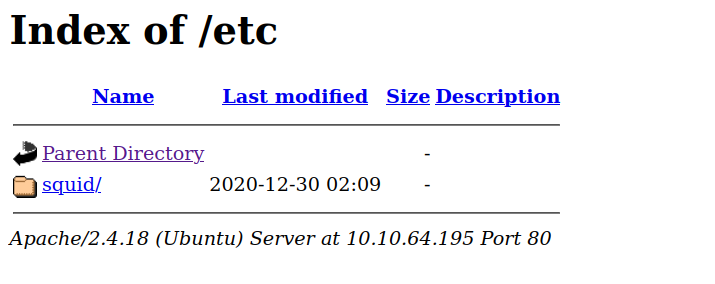 Index of /etc
Name Last modified Size Description
Parent Directory -
squid/ 2020-12-30 02:09 -
Apache/2.4.18 (Ubuntu) Server at 10.10.64.195 Port 80